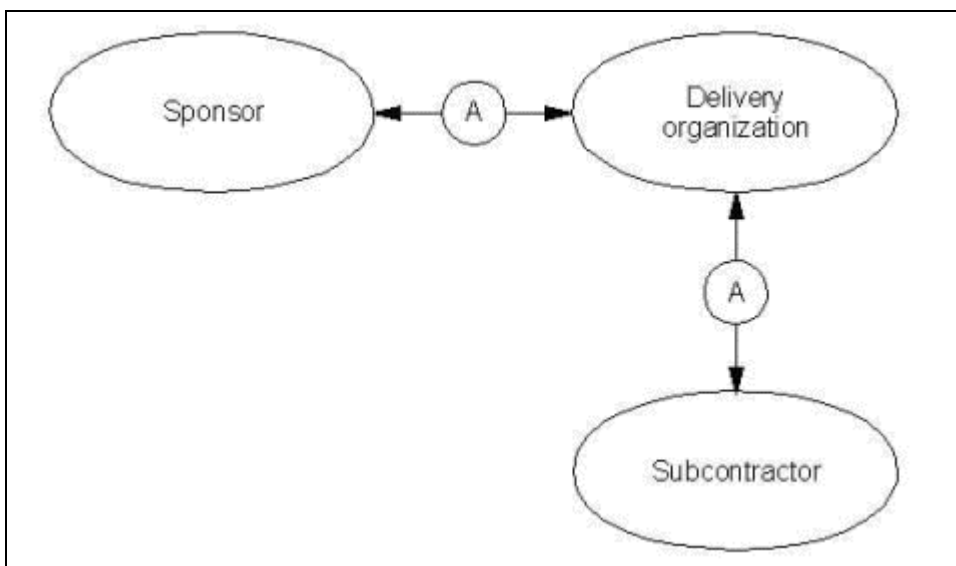 Sponsor
A
Delivery
organization
A
Subcontractor